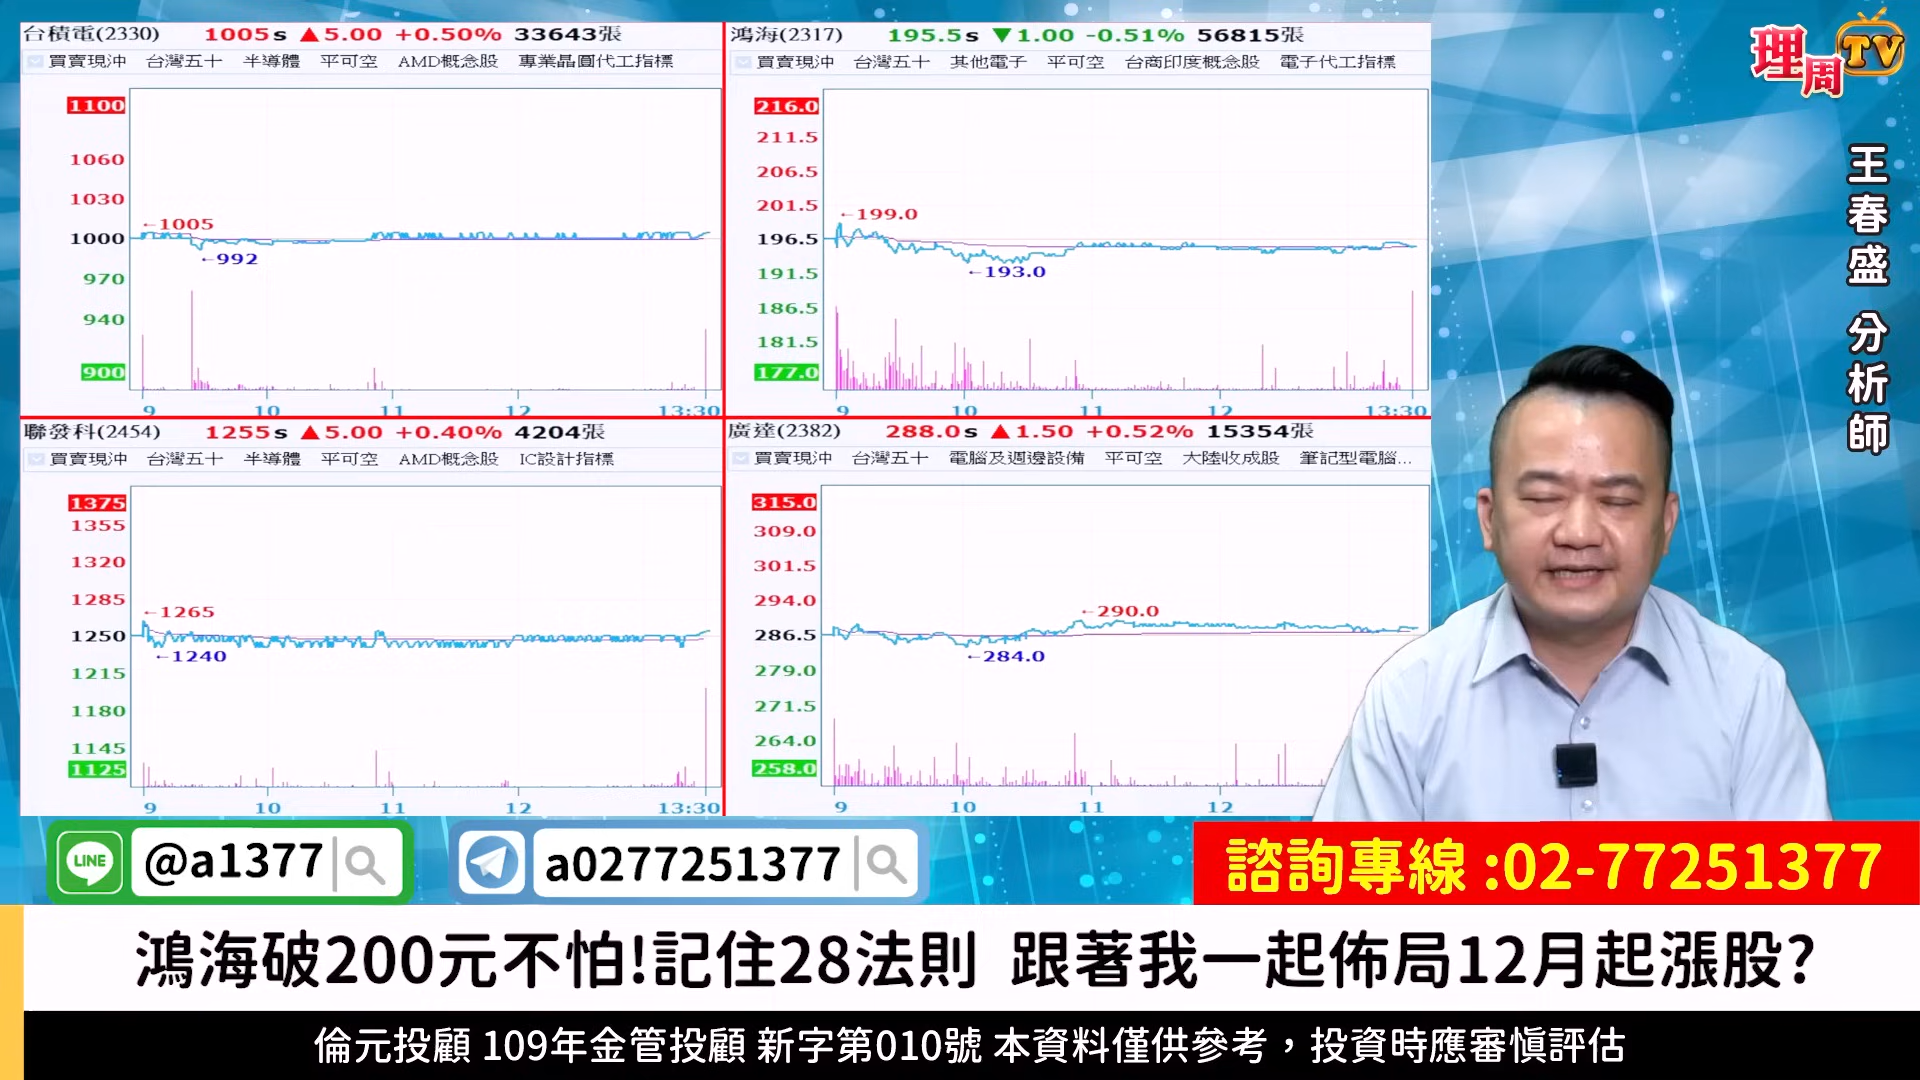 台積電(2330) 1005s ▲5.00 +0.50% 33643張
買賣現沖 台灣五十 半導體 平可空 AMD概念股 專業晶圓代工指標
1100
1060
1030
1000
970
940
900
←1005
←992
9 10 11 12 13:30
鴻海(2317) 195.5s ▼1.00 -0.51% 56815張
買賣現沖 台灣五十 其他電子 平可空 台商印度概念股 電子代工指標
216.0
211.5
206.5
201.5
196.5
191.5
186.5
181.5
177.0
←199.0
←193.0
9 10 11 12 13:30
聯發科(2454) 1255s ▲5.00 +0.40% 4204張
買賣現沖 台灣五十 半導體 平可空 AMD概念股 IC設計指標
1375
1355
1320
1285
1250
1215
1180
1145
1125
←1265
←1240
9 10 11 12 13:30
廣達(2382) 288.0s ▲1.50 +0.52% 15354張
買賣現沖 台灣五十 電腦及週邊設備 平可空 大陸收成股 筆記型電腦...
315.0
309.0
301.5
294.0
286.5
279.0
271.5
264.0
258.0
←290.0
←284.0
9 10 11 12
理周TV
王春盛 分析師
LINE @a1377
a0277251377
諮詢專線 :02-77251377
鴻海破200元不怕!記住28法則 跟著我一起佈局12月起漲股?
倫元投顧 109年金管投顧 新字第010號 本資料僅供參考，投資時應審慎評估